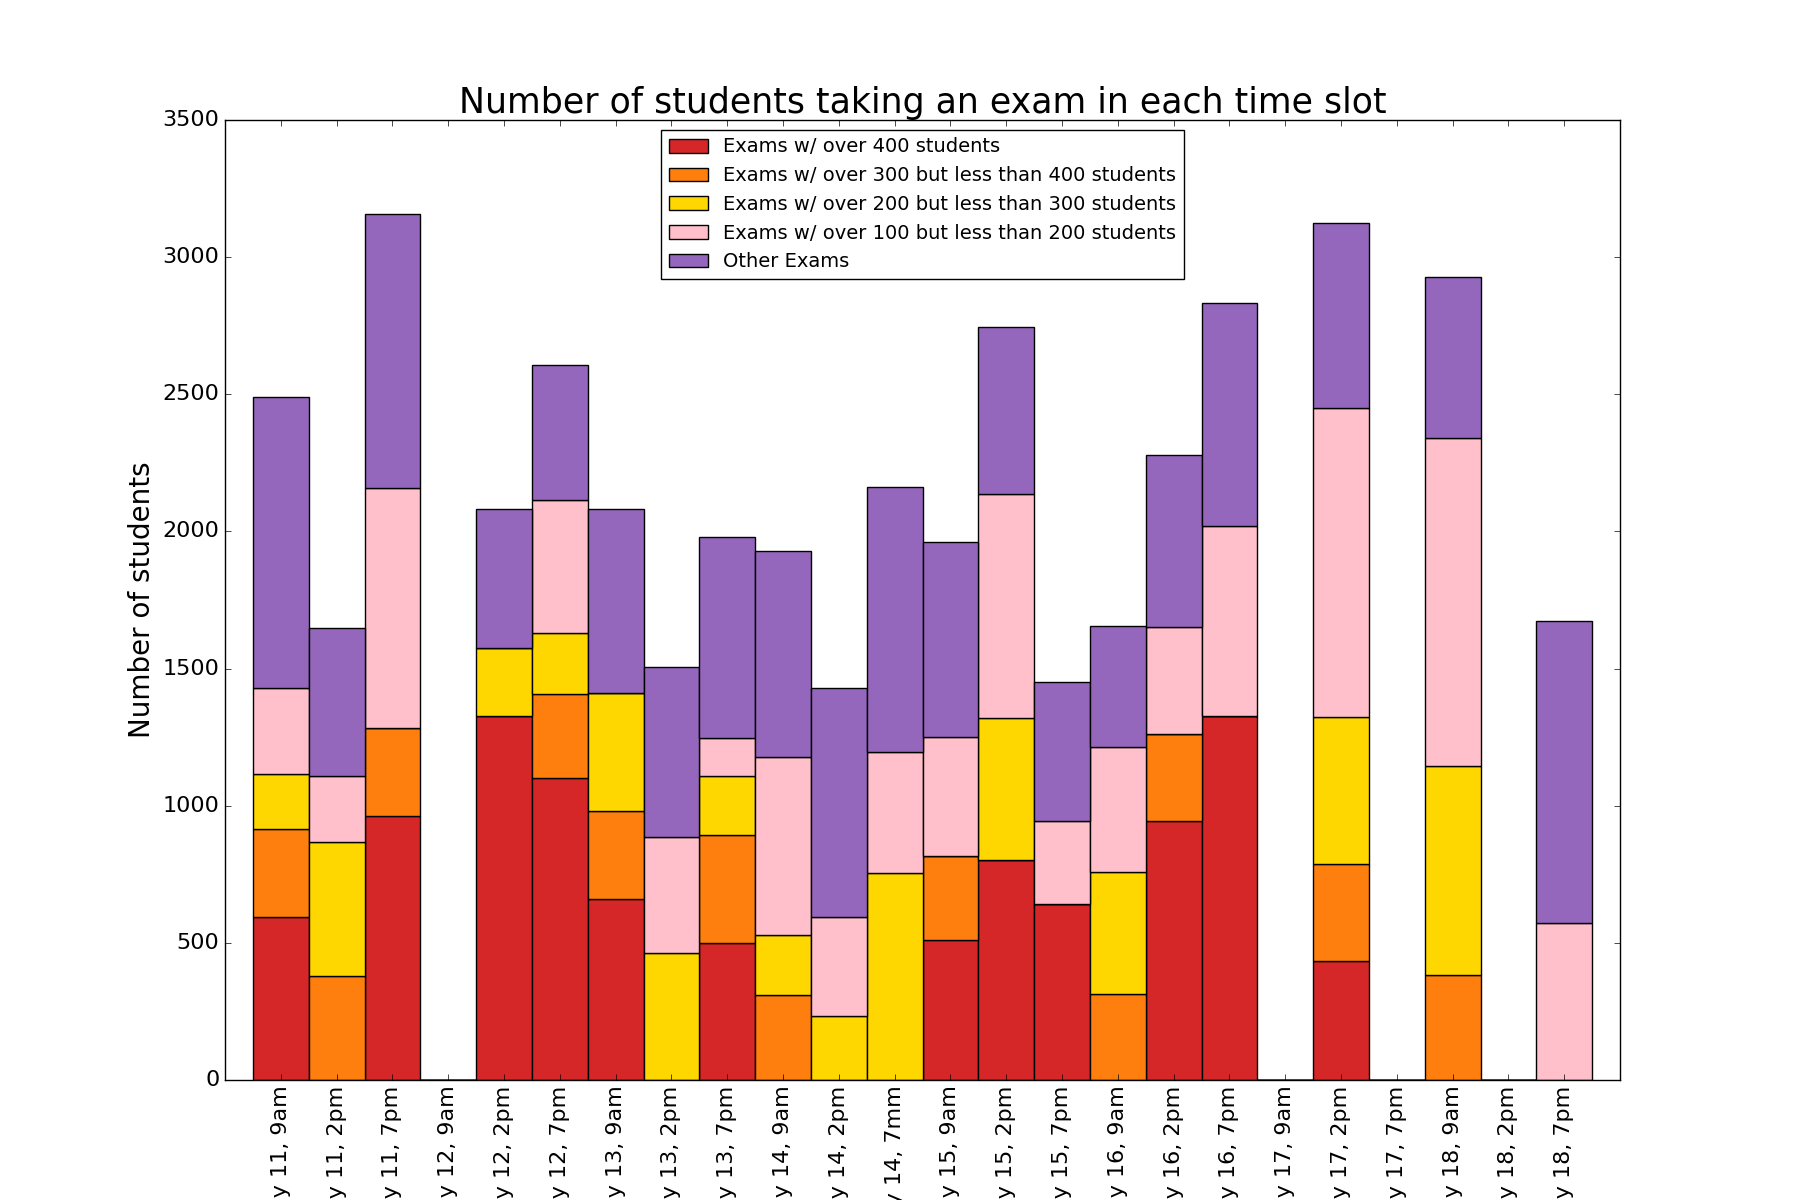 Number of students taking an exam in each time slot
Exams w/ over 400 students
Exams w/ over 300 but less than 400 students
Exams w/ over 200 but less than 300 students
Exams w/ over 100 but less than 200 students
Other Exams
Number of students
3500
3000
2500
2000
1500
1000
500
0
y 11, 9am
y 11, 2pm
y 11, 7pm
y 12, 9am
y 12, 2pm
y 12, 7pm
y 13, 9am
y 13, 2pm
y 13, 7pm
y 14, 9am
y 14, 2pm
y 14, 7mm
y 15, 9am
y 15, 2pm
y 15, 7pm
y 16, 9am
y 16, 2pm
y 16, 7pm
y 17, 9am
y 17, 2pm
y 17, 7pm
y 18, 9am
y 18, 2pm
y 18, 7pm